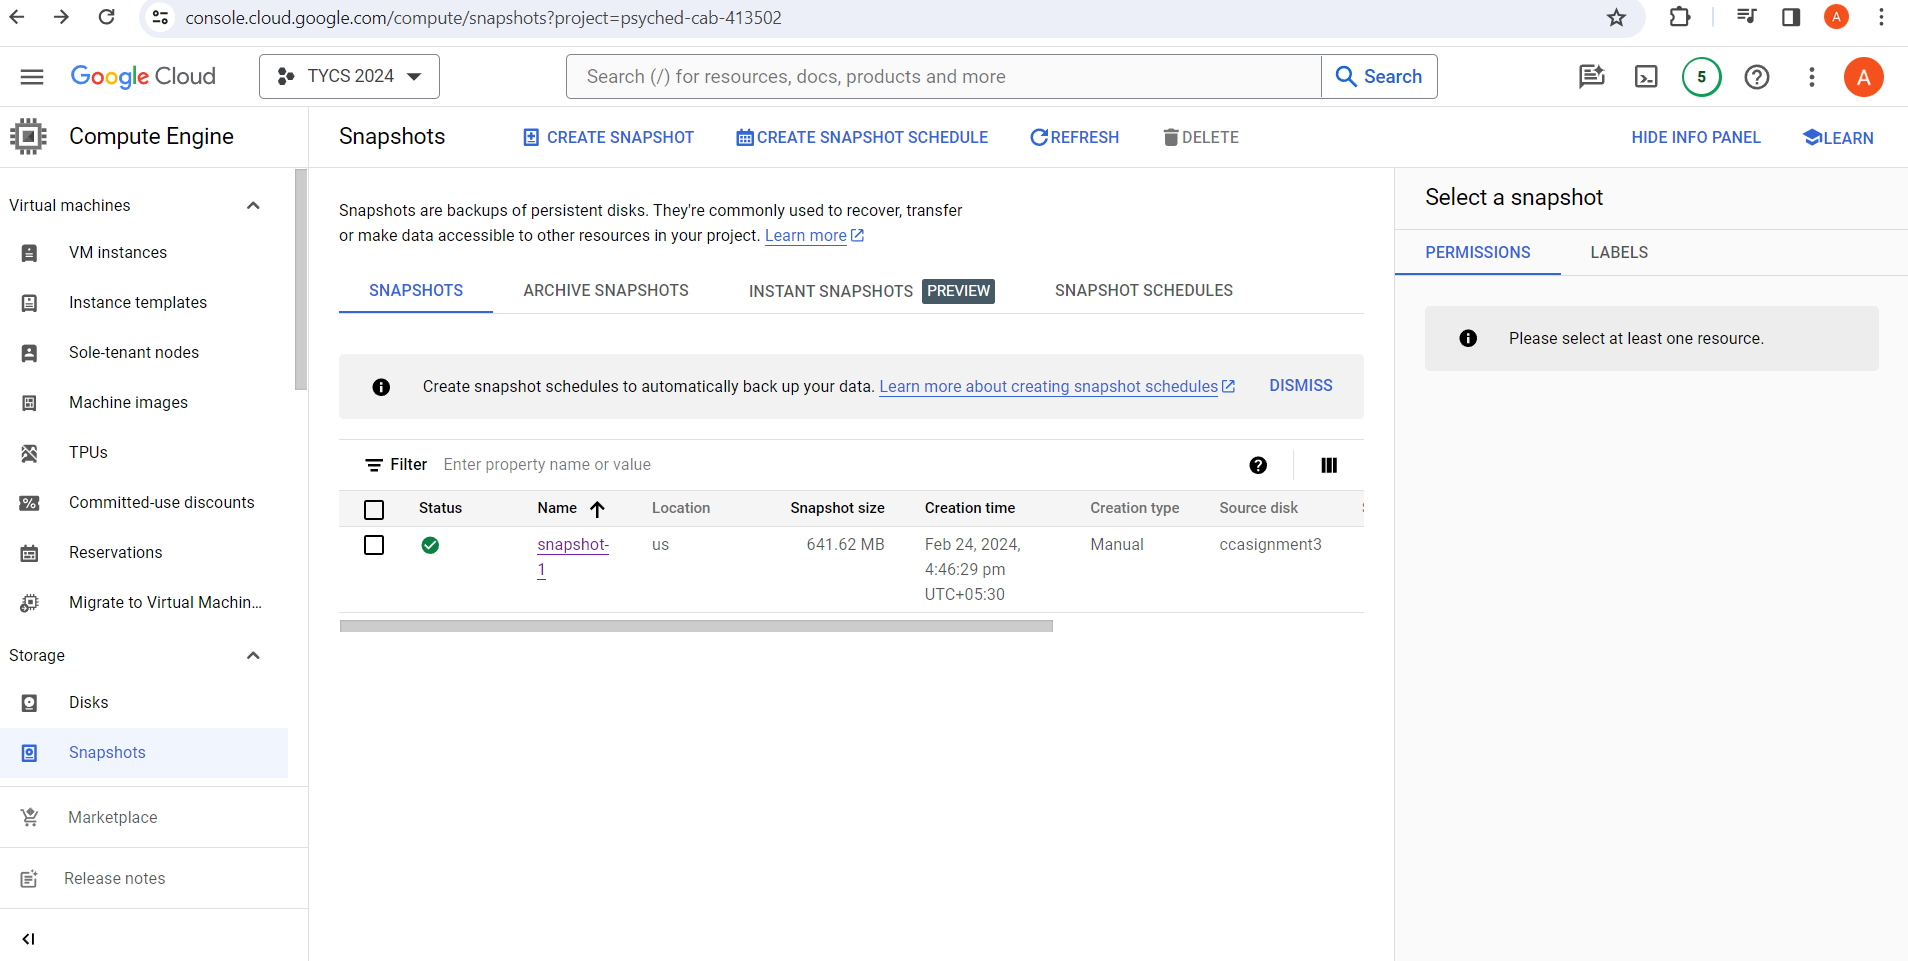 console.cloud.google.com/compute/snapshots?project=psyched-cab-413502
A
Google Cloud
TYCS 2024
Search (/) for resources, docs, products and more
Search
5
A
Compute Engine
Snapshots
CREATE SNAPSHOT
CREATE SNAPSHOT SCHEDULE
REFRESH
DELETE
HIDE INFO PANEL
LEARN
Virtual machines
VM instances
Instance templates
Sole-tenant nodes
Machine images
TPUs
Committed-use discounts
Reservations
Migrate to Virtual Machin...
Storage
Disks
Snapshots
Marketplace
Release notes
Snapshots are backups of persistent disks. They're commonly used to recover, transfer
or make data accessible to other resources in your project. Learn more
SNAPSHOTS
ARCHIVE SNAPSHOTS
INSTANT SNAPSHOTS PREVIEW
SNAPSHOT SCHEDULES
Create snapshot schedules to automatically back up your data. Learn more about creating snapshot schedules
DISMISS
Filter Enter property name or value
Status Name Location Snapshot size Creation time Creation type Source disk
snapshot- us 641.62 MB Feb 24, 2024, Manual ccasignment3
1 4:46:29 pm
UTC+05:30
Select a snapshot
PERMISSIONS
LABELS
Please select at least one resource.